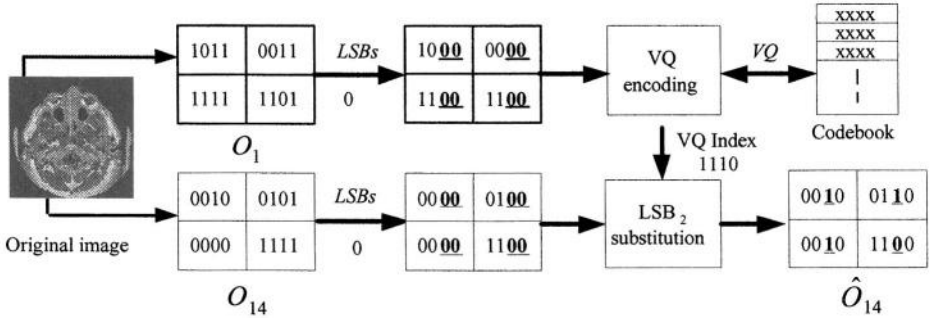 1011 0011
1111 1101
O1
LSBs
0
1000 0000
1100 1100
VQ
encoding
VQ
xxxx
xxxx
xxxx
Codebook
VQ Index
1110
Original image
0010 0101
0000 1111
O14
LSBs
0
0000 0100
0000 1100
LSB2
substitution
0010 0110
0010 1100
Ô14